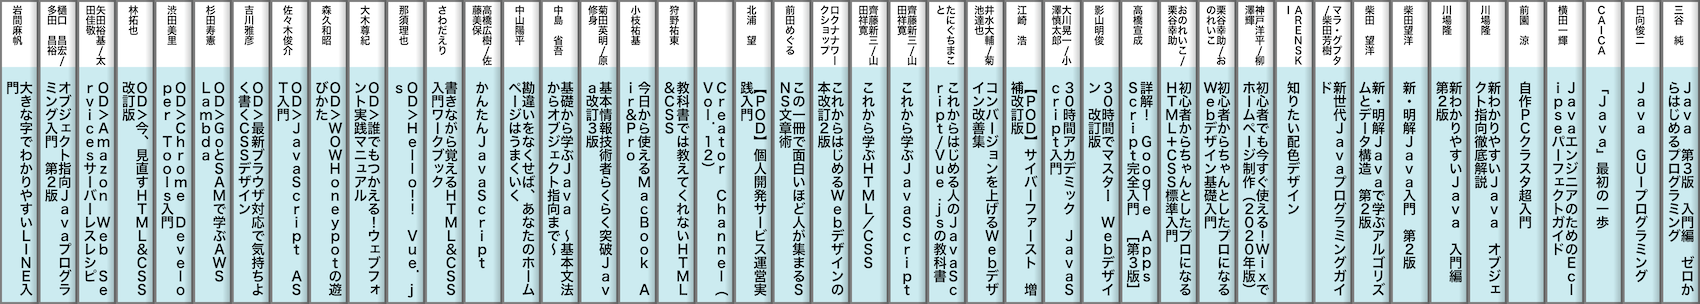 三谷 純
Java 第3版 入門編 ゼロか
らはじめるプログラミング
日向俊二
Java GUIプログラミング
CAICA
「Java」最初の一歩
横田一輝
JavaエンジニアのためのEcl
ipseパーフェクトガイド
前園 涼
自作PCクラスタ超入門
川場隆
新わかりやすいJava オブジェ
クト指向徹底解説
川場隆
新わかりやすいJava 入門編
第2版
柴田望洋
新・明解Java入門 第2版
柴田 望洋
新・明解Javaで学ぶアルゴリズ
ムとデータ構造 第2版
マラ・グプタ
/柴田芳樹
新世代Javaプログラミングガイ
ド
ARENSK
I
知りたい配色デザイン
神戸洋平/柳
澤輝
初心者でも今すぐ使えるーWixで
ホームページ制作(2020年版)
栗谷幸助/お
のれいこ
初心者からちゃんとしたプロになる
Webデザイン基礎入門
おのれいこ/
栗谷幸助
初心者からちゃんとしたプロになる
HTML+CSS標準入門
高橋宣成
詳解! Google Apps
Script完全入門 [第3版]
影山明俊
30時間でマスター Webデザイ
ン 改訂版
大川晃一/小
澤慎太郎
30時間アカデミック JavaS
cript入門
江崎 浩
【POD】サイバーファースト 増
補改訂版
井水大輔/菊
池達也
コンバージョンを上げるWebデザ
イン改善集
たにぐちまこ
と
これからはじめる人のJavaSc
ript/Vue.jsの教科書
齊藤新三/山
田祥寛
これから学ぶJavaScript
齊藤新三/山
田祥寛
これから学ぶHTML/CSS
ロクナナワー
クショップ
これからはじめるWebデザインの
本改訂2版
前田めぐる
この一冊で面白いほど人が集まるS
NS文章術
北浦 望
【POD】個人開発サービス運営実
践入門
Creator Channel(
Vol.12)
狩野祐東
教科書では教えてくれないHTML
&CSS
小枝祐基
今日から使えるMacBook A
ir&Pro
菊田英明/原
修身
基本情報技術者らくらく突破Jav
a改訂3版
中島 省吾
基礎から学ぶJava ～基本文法
からオブジェクト指向まで～
中山陽平
勘違いをなくせば、あなたのホーム
ページはうまくいく
高橋広樹/佐
藤美保
かんたんJavaScript
さわだえり
書きながら覚えるHTML&CSS
入門ワークブック
那須理也
OD>Hello!! Vue.j
s
大木尊紀
OD>誰でもつかえる!ウェブフォ
ント実践マニュアル
森久和昭
OD>WOWHoneypotの遊
びかた
佐々木俊介
OD>JavaScript AS
T入門
吉川雅彦
OD>最新ブラウザ対応で気持ちよ
く書くCSSデザイン
杉田寿憲
OD>GoとSAMで学ぶAWS
Lambda
渋田美里
OD>Chrome Develo
per Tools入門
林拓也
OD>今、見直すHTML&CSS
改訂版
矢田裕基/太
田佳敬
OD>Amazon Web Se
rvicesサーバーレスレシピ
樋口 昌宏/
多田 昌裕
オブジェクト指向Javaプログラ
ミング入門 第2版
岩間麻帆
大きな字でわかりやすいLINE入
門